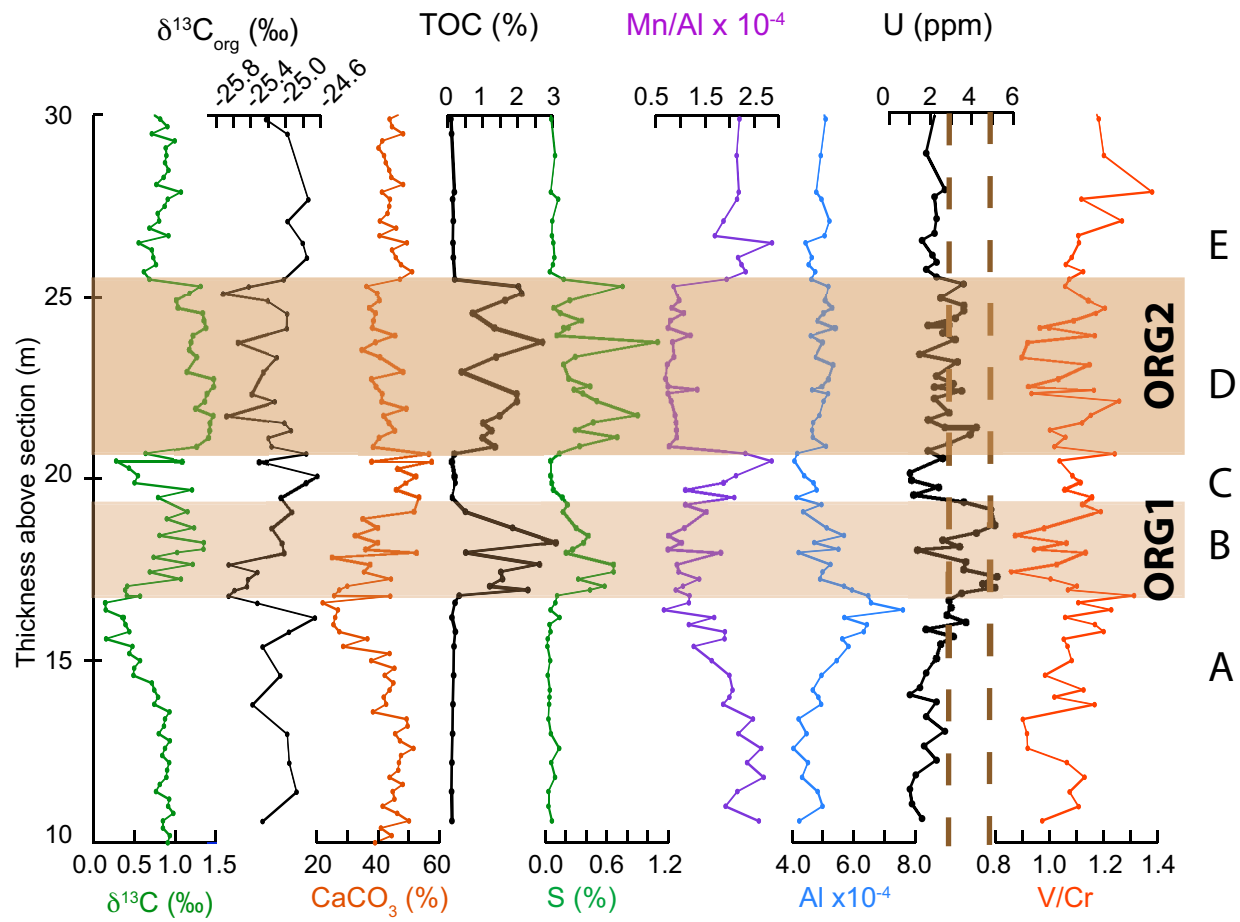 δ¹³C_org (‰) TOC (%) Mn/Al x 10⁻⁴ U (ppm)
-25.8 -25.4 -25.0 -24.6
0 1 2 3
0.5 1.5 2.5
0 2 4 6
Thickness above section (m)
30
25
20
15
10
E
ORG2
D
C
ORG1
B
A
0.0 0.5 1.0 1.5
20 40 60
0.0 0.6 1.2
4.0 6.0 8.0
0.8 1.0 1.2 1.4
δ¹³C (‰) CaCO₃ (%) S (%) Al x10⁻⁴ V/Cr